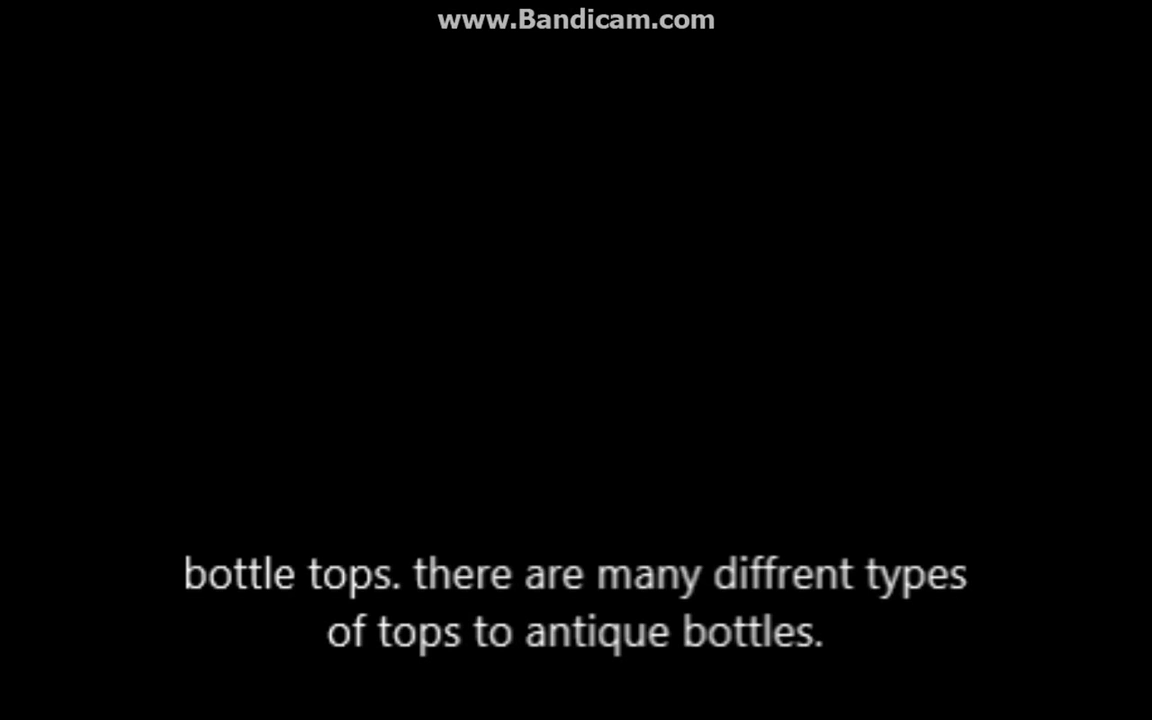 www.Bandicam.com
bottle tops. there are many diffrent types
of tops to antique bottles.